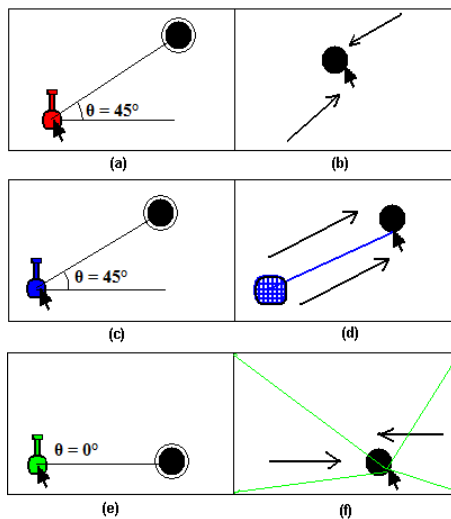 θ = 45°
(a)
(b)
θ = 45°
(c)
(d)
θ = 0°
(e)
(f)